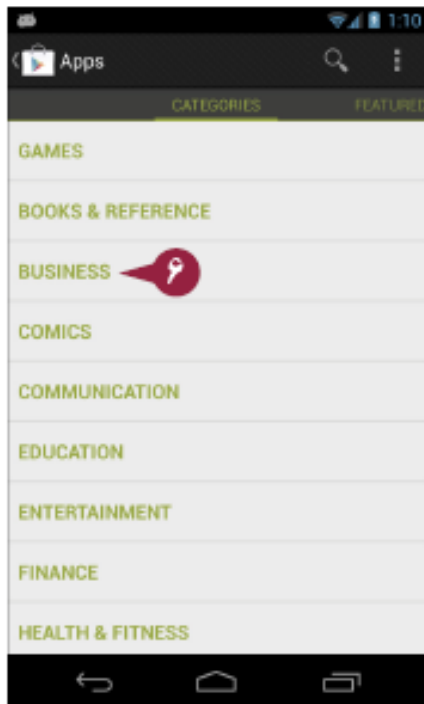 1:10
Apps
CATEGORIES FEATURED
GAMES
BOOKS & REFERENCE
BUSINESS
COMICS
COMMUNICATION
EDUCATION
ENTERTAINMENT
FINANCE
HEALTH & FITNESS